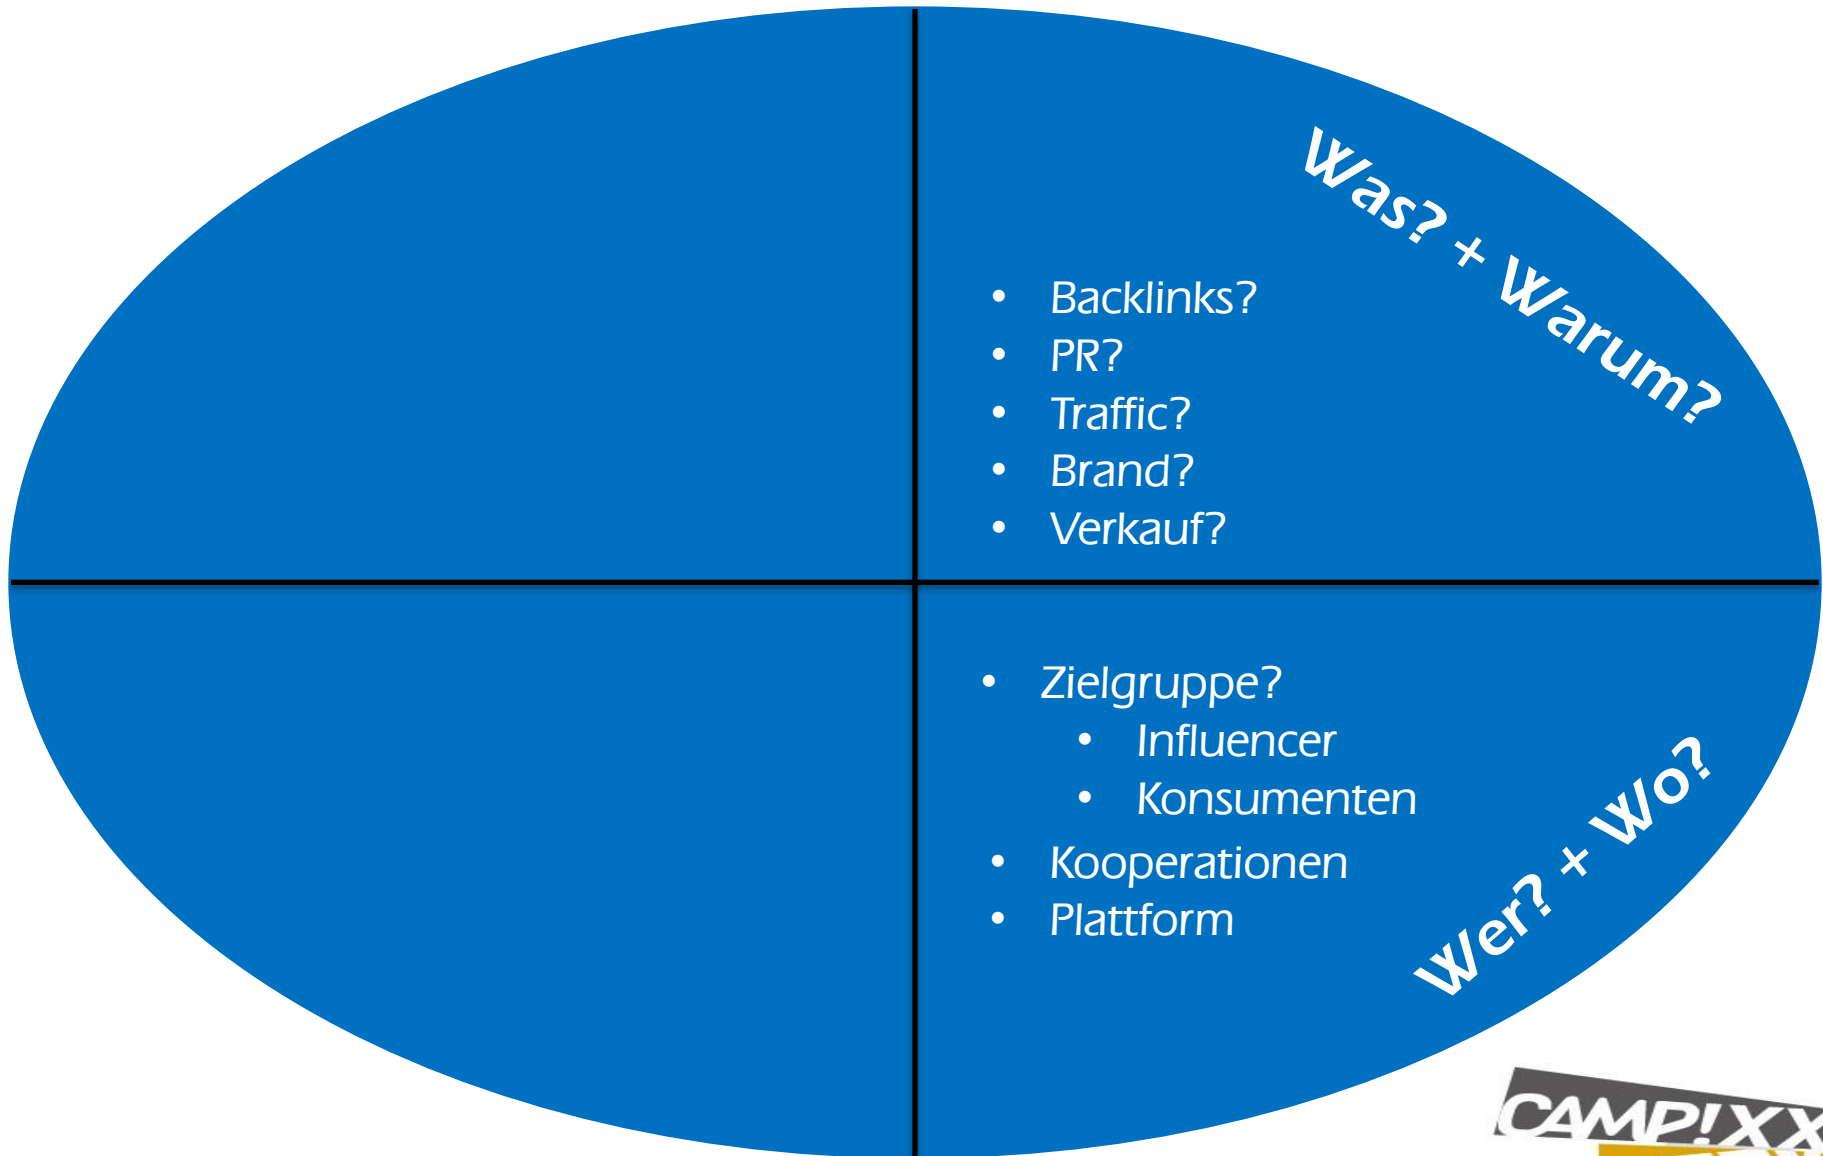 Was? + Warum?
• Backlinks?
• PR?
• Traffic?
• Brand?
• Verkauf?
• Zielgruppe?
• Influencer
• Konsumenten
• Kooperationen
• Plattform
Wer? + Wo?
CAMP!XX